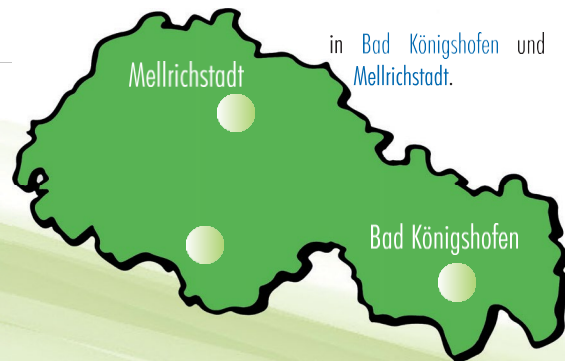 in Bad Königshofen und
Mellrichstadt.
Mellrichstadt
Bad Königshofen